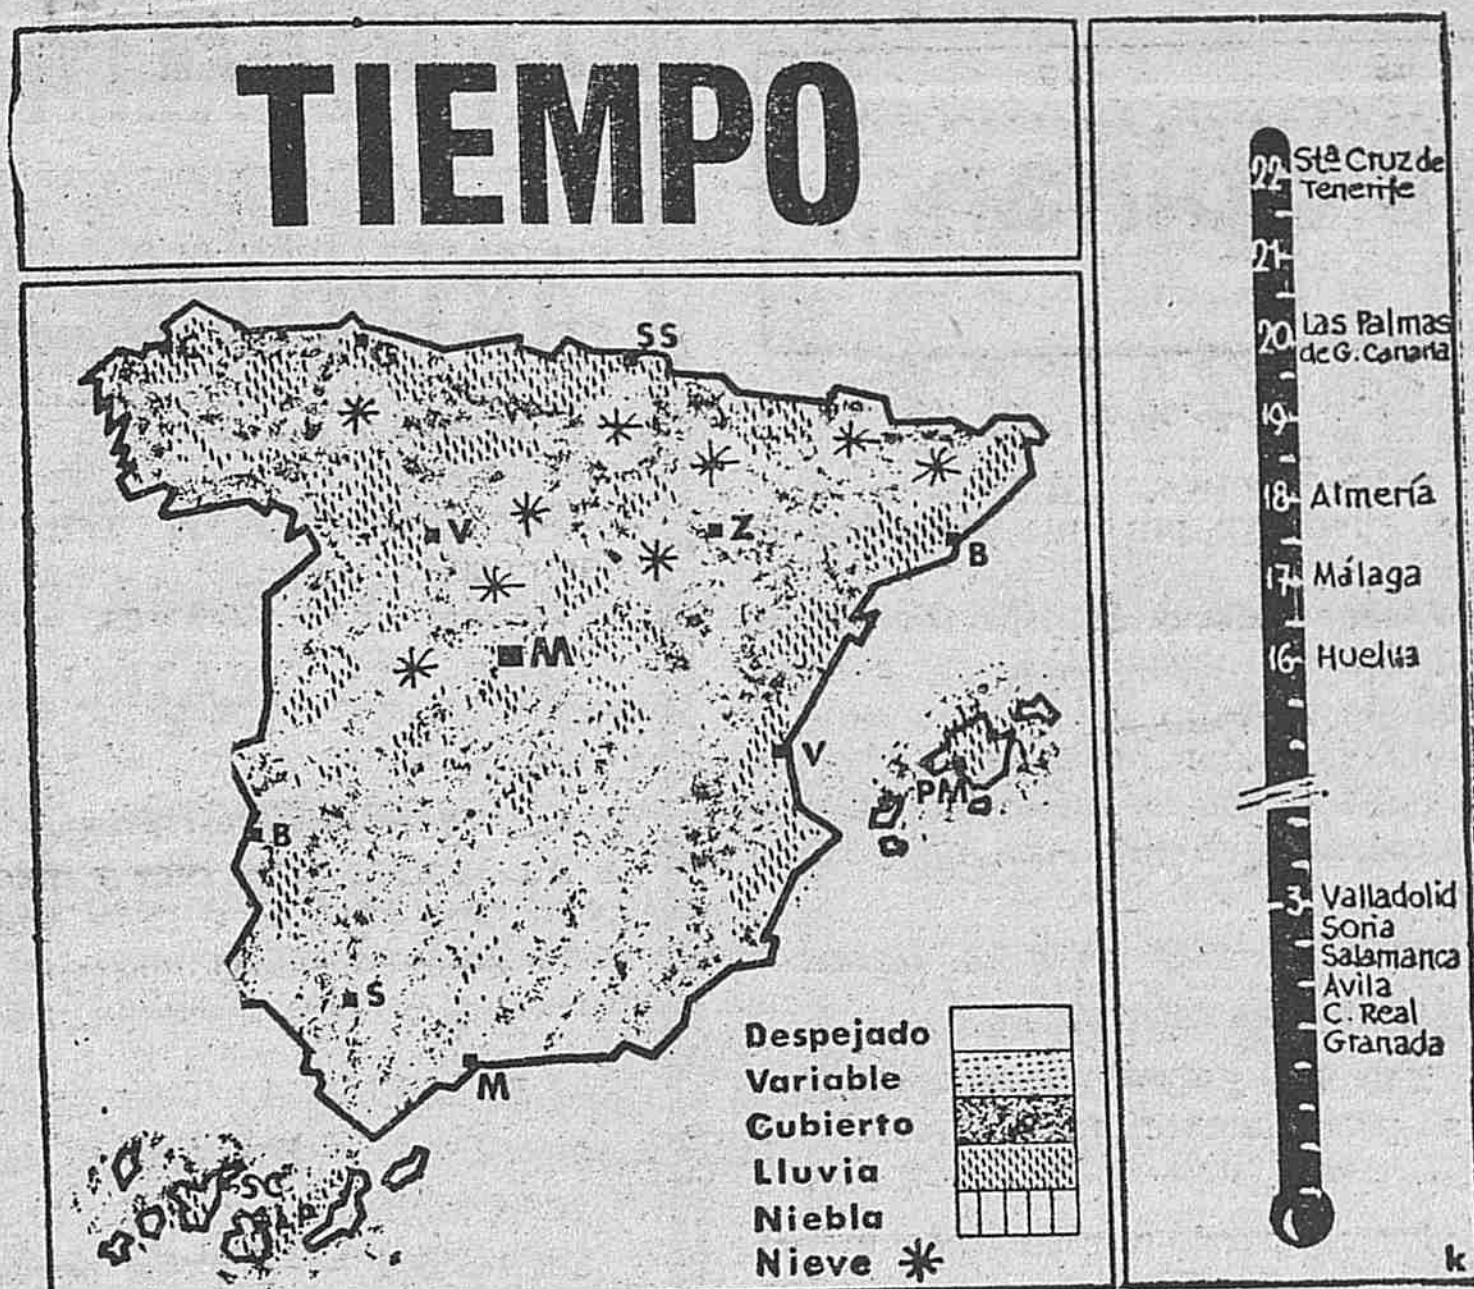 TIEMPO
C
G
SS
V
Z
B
M
V
PM
B
S
M
SC
LP
Despejado
Variable
Cubierto
Lluvia
Niebla
Nieve
22 Stª Cruz de
Tenerife
21
20 Las Palmas
de G. Canaria
19
18 Almería
17 Málaga
16 Huelva
3 Valladolid
Soria
Salamanca
Avila
C. Real
Granada
k